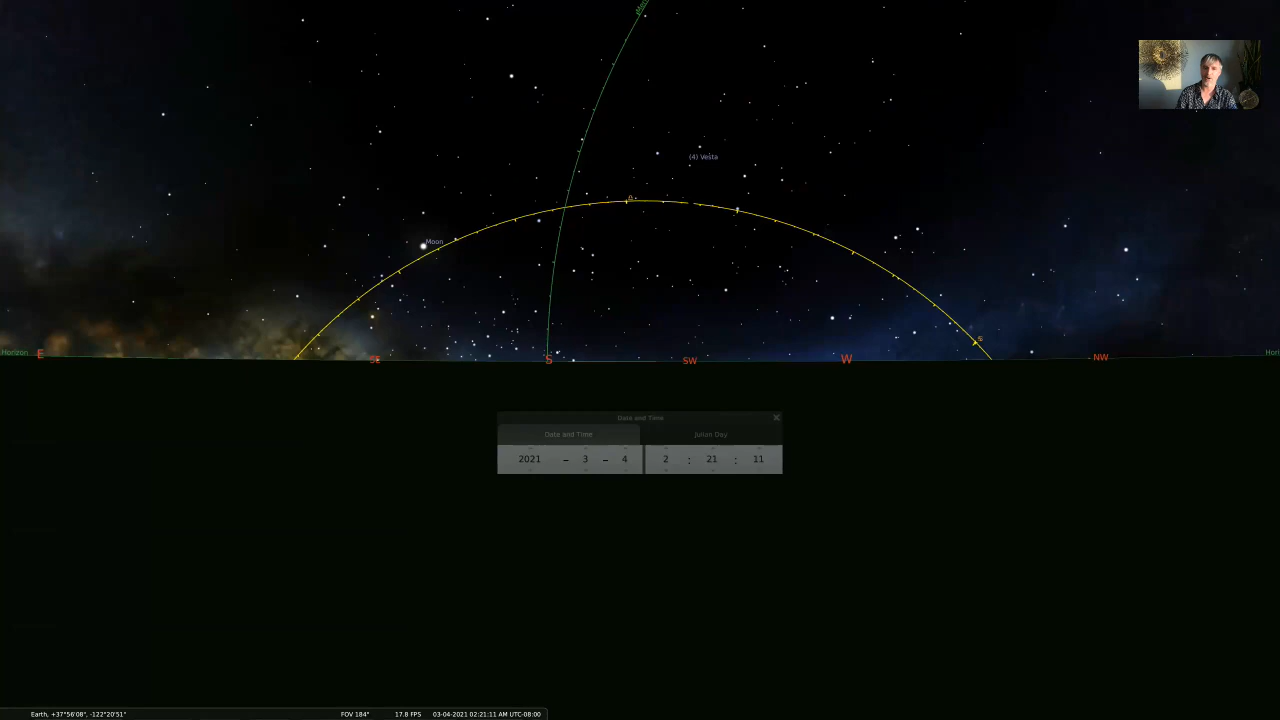 (4) Vesta
Moon
Horizon E SE S SW W NW Hori
Date and Time
Date and Time Julian Day
2021 – 3 – 4 2 : 21 : 11
Earth, +37°56'08", -122°20'51" FOV 184° 17.8 FPS 03-04-2021 02:21:11 AM UTC-08:00